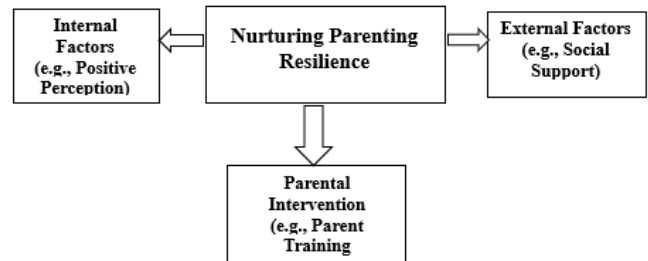 Internal
Factors
(e.g., Positive
Perception)
Nurturing Parenting
Resilience
External Factors
(e.g., Social
Support)
Parental
Intervention
(e.g., Parent
Training